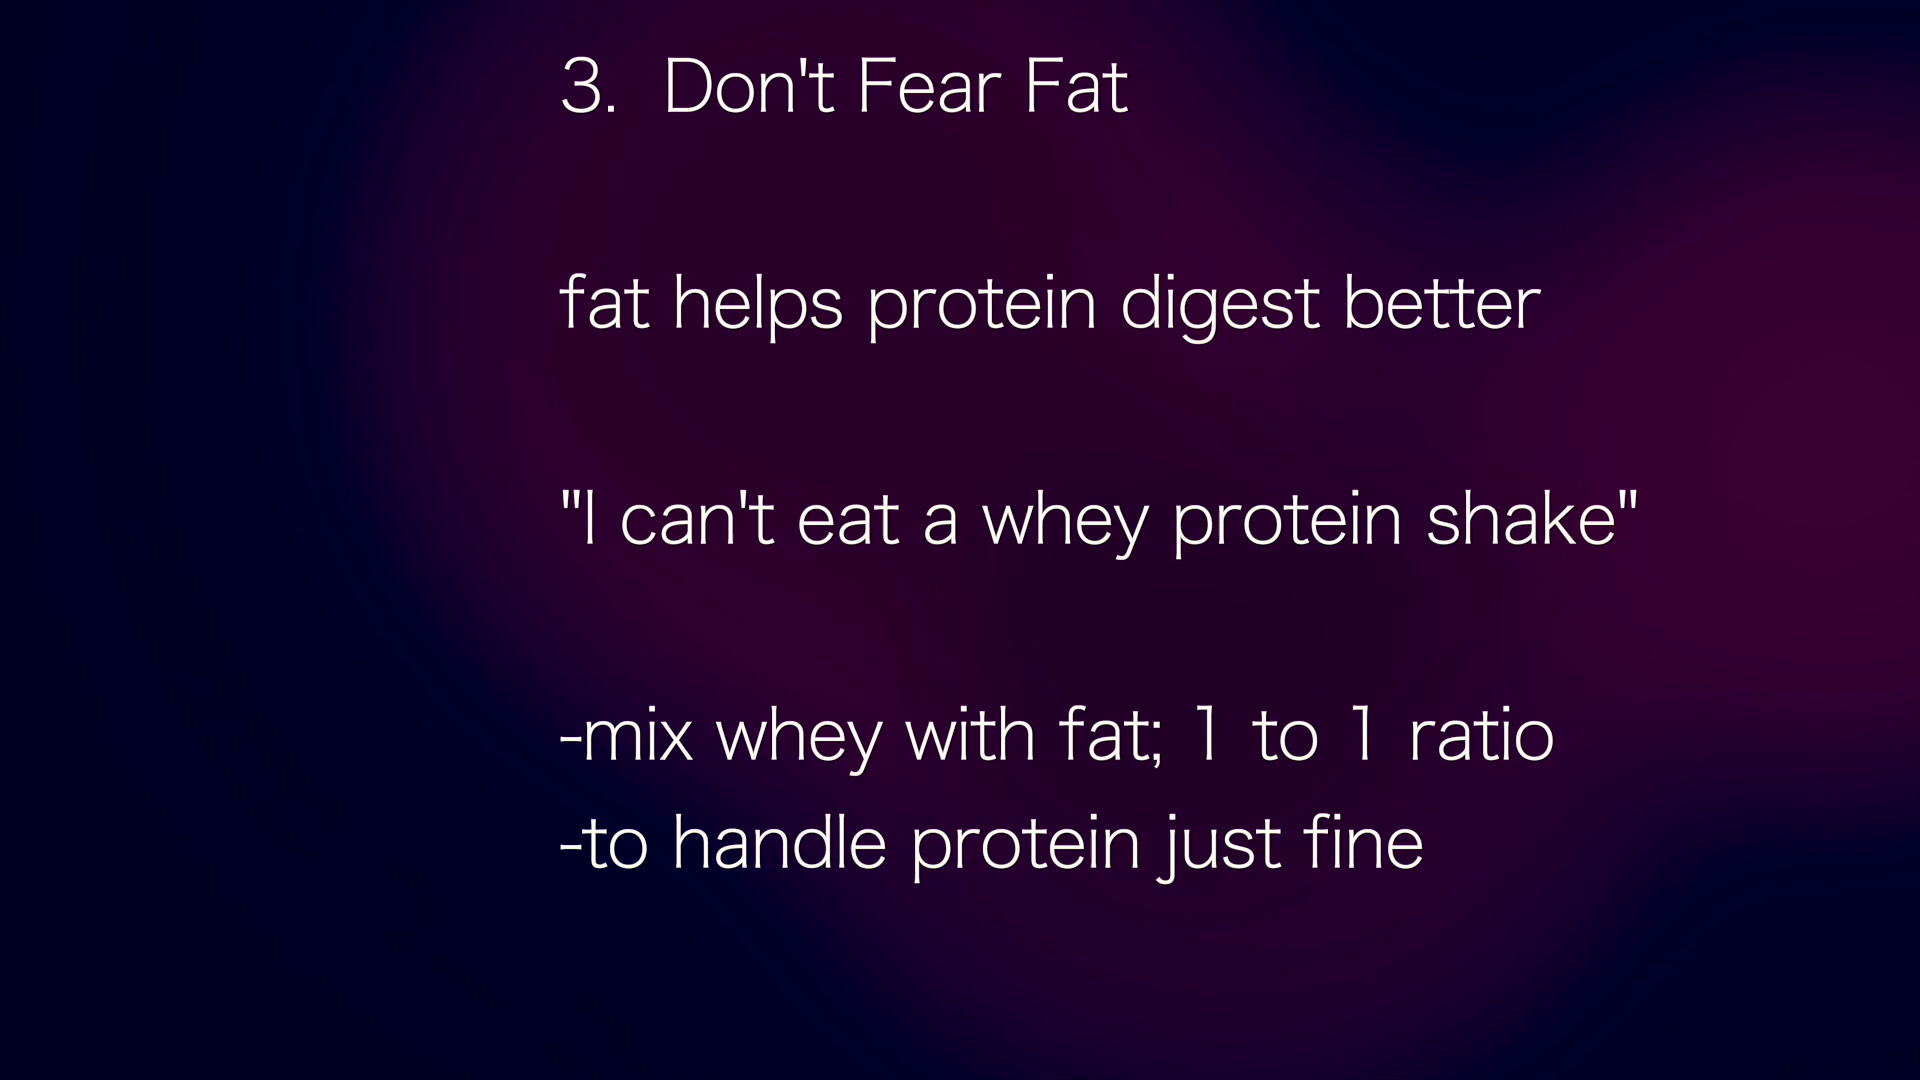 3. Don't Fear Fat
fat helps protein digest better
"I can't eat a whey protein shake"
-mix whey with fat; 1 to 1 ratio
-to handle protein just fine